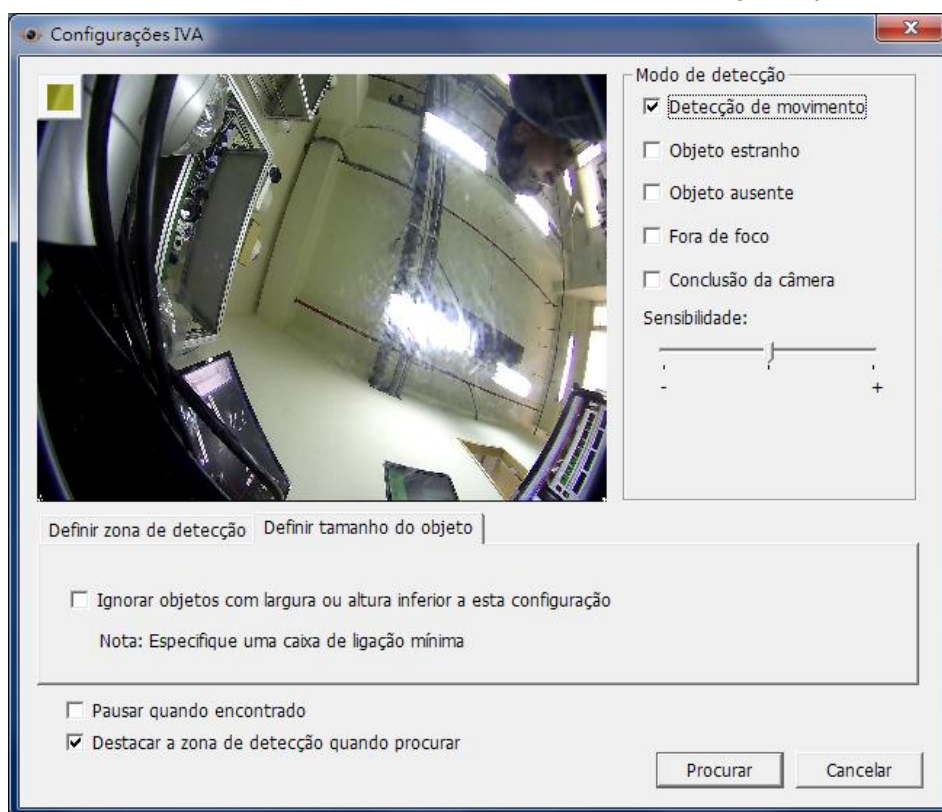 Configurações IVA
Modo de detecção
Detecção de movimento
Objeto estranho
Objeto ausente
Fora de foco
Conclusão da câmera
Sensibilidade:
- +
Definir zona de detecção Definir tamanho do objeto
Ignorar objetos com largura ou altura inferior a esta configuração
Nota: Especifique uma caixa de ligação mínima
Pausar quando encontrado
Destacar a zona de detecção quando procurar
Procurar Cancelar